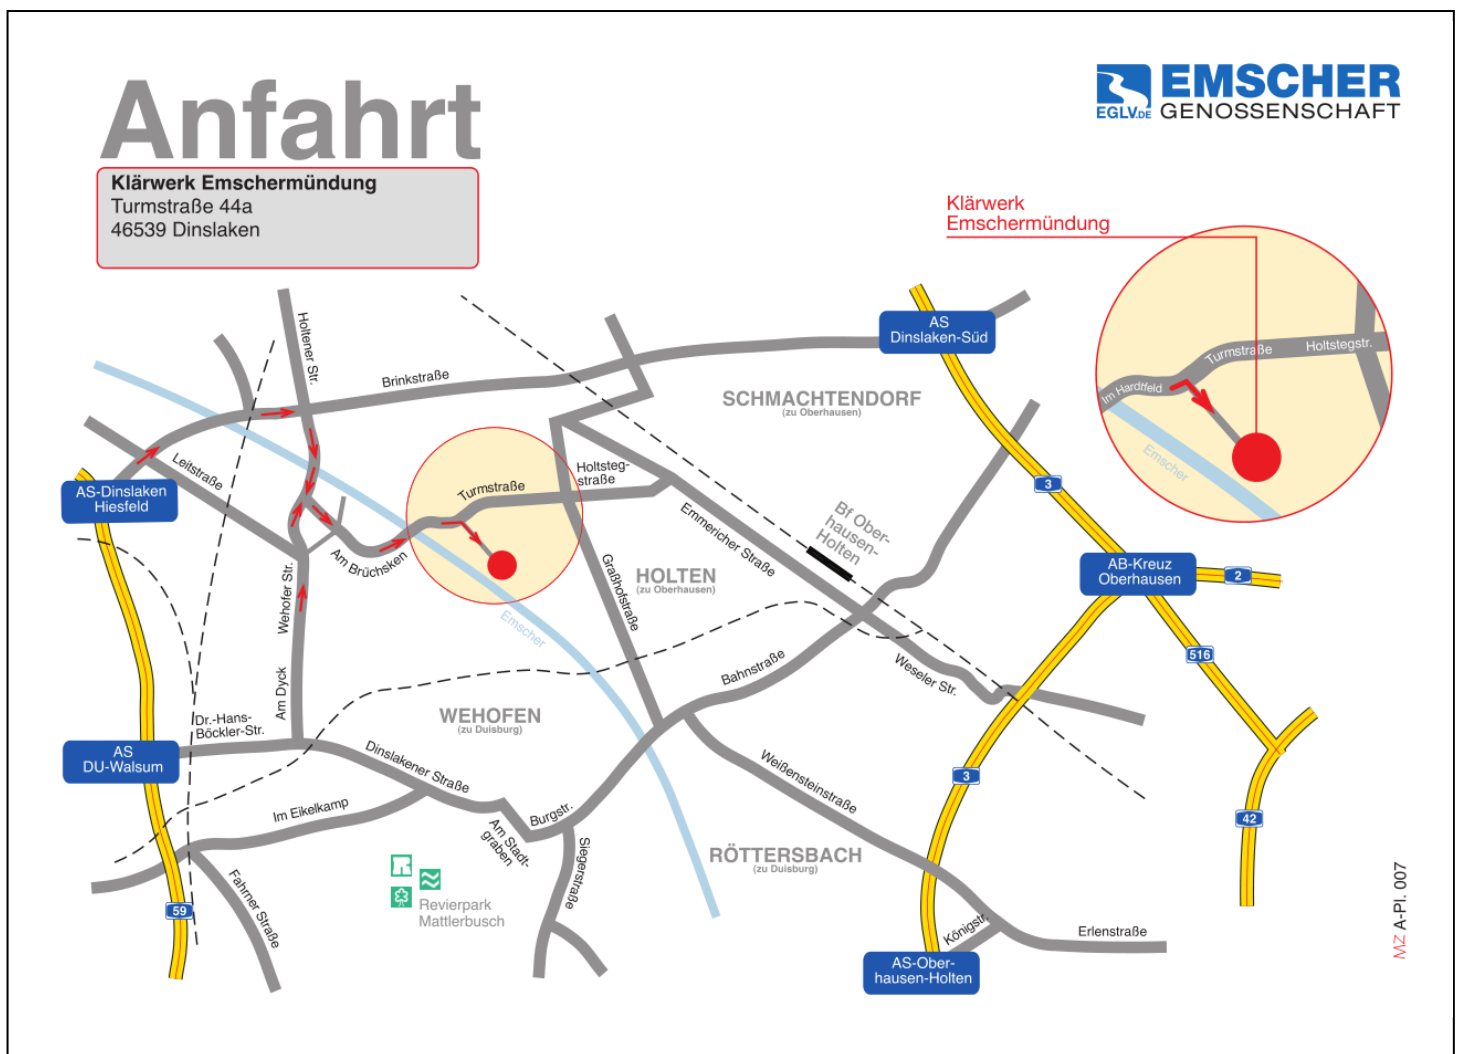 Anfahrt
EMSCHER
GENOSSENSCHAFT
EGLV.DE
Klärwerk Emschermündung
Turmstraße 44a
46539 Dinslaken
Klärwerk
Emschermündung
Turmstraße
Holtstegstr.
Im Hardtfeld
Emscher
AS
Dinslaken-Süd
Holtener Str.
Brinkstraße
SCHMACHTENDORF
(zu Oberhausen)
Leitstraße
AS-Dinslaken
Hiesfeld
Turmstraße
Holtsteg-
straße
3
Emmericher Straße
Bf Ober-
hausen-
Holten
Am Brüchsken
Wehofer Str.
HOLTEN
(zu Oberhausen)
Graßhofstraße
AB-Kreuz
Oberhausen
2
Emscher
516
Bahnstraße
Weseler Str.
Am Dyck
Dr.-Hans-
Böckler-Str.
WEHOFEN
(zu Duisburg)
AS
DU-Walsum
Dinslakener Straße
Weißensteinstraße
3
Im Eikelkamp
Burgstr.
Am Stadt-
graben
42
Siegerstraße
RÖTTERSBACH
(zu Duisburg)
Fahrner Straße
59
Revierpark
Mattlerbusch
Königstr.
Erlenstraße
AS-Ober-
hausen-Holten
MZ A-Pl. 007